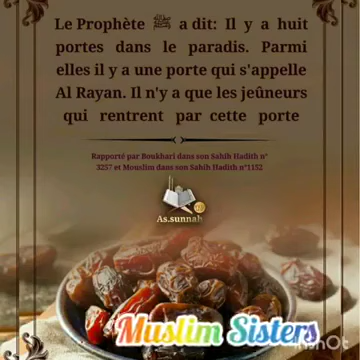 Le Prophète ﷺ a dit: Il y a huit
portes dans le paradis. Parmi
elles il y a une porte qui s'appelle
Al Rayan. Il n'y a que les jeûneurs
qui rentrent par cette porte
Rapporté par Boukhari dans son Sahih Hadith n°
3257 et Mouslim dans son Sahih Hadith n°1152
As.sunnah
Muslim Sisters